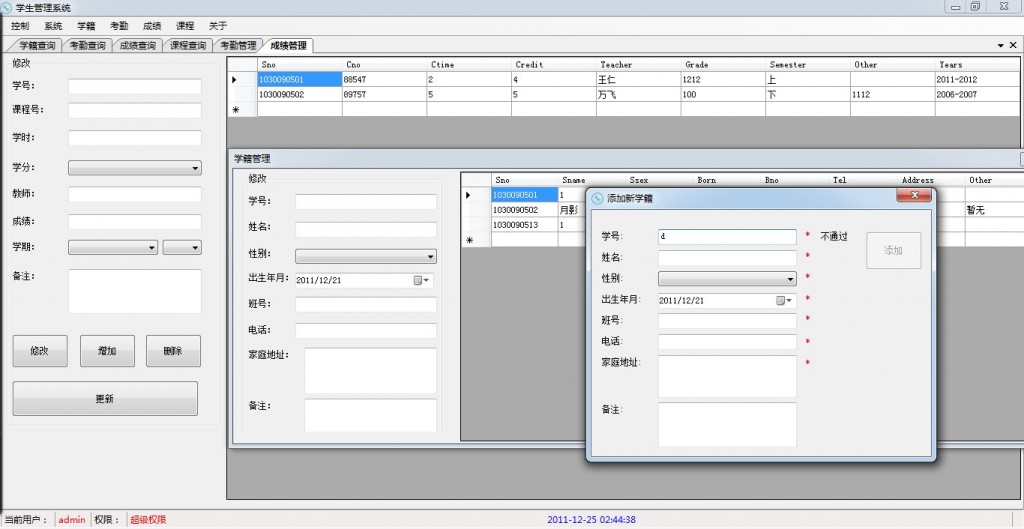 学生管理系统
控制 系统 学籍 考勤 成绩 课程 关于
学籍查询 考勤查询 成绩查询 课程查询 考勤管理 成绩管理
修改
学号:
课程号:
学时:
学分:
教师:
成绩:
学期:
备注:
修改 增加 删除
更新
Sno Cno Ctime Credit Teacher Grade Semester Other Years
1030090501 88547 2 4 王仁 1212 上 2011-2012
1030090502 89757 5 5 万飞 100 下 1112 2006-2007
学籍管理
修改
学号:
姓名:
性别:
出生年月: 2011/12/21
班号:
电话:
家庭地址:
备注:
Sno Sname Ssex Born Bno Tel Address Other
1030090501 1
1030090502 月影 暂无
1030090513 1
添加新学籍
学号: d * 不通过 添加
姓名: *
性别: *
出生年月: 2011/12/21 *
班号: *
电话: *
家庭地址: *
备注:
当前用户: admin 权限: 超级权限 2011-12-25 02:44:38